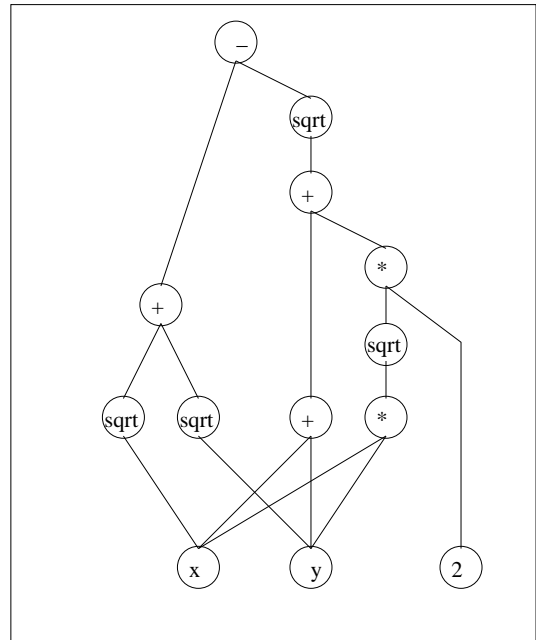 −
sqrt
+
*
+
sqrt
sqrt sqrt + *
x y 2